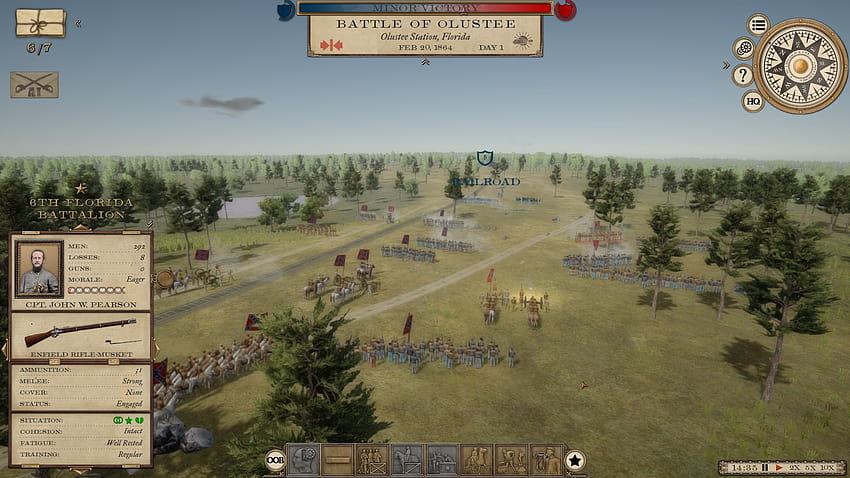 MINOR VICTORY
BATTLE OF OLUSTEE
Olustee Station, Florida
FEB 20, 1864 DAY 1
6/7
AI
?
HQ
RAILROAD
6TH FLORIDA
BATTALION
MEN: 292
LOSSES: 8
GUNS: 0
MORALE: Eager
CPT. JOHN W. PEARSON
ENFIELD RIFLE-MUSKET
AMMUNITION: 51
MELEE: Strong
COVER: None
STATUS: Engaged
SITUATION:
COHESION: Intact
FATIGUE: Well Rested
TRAINING: Regular
OOB
14:35 2X 5X 10X